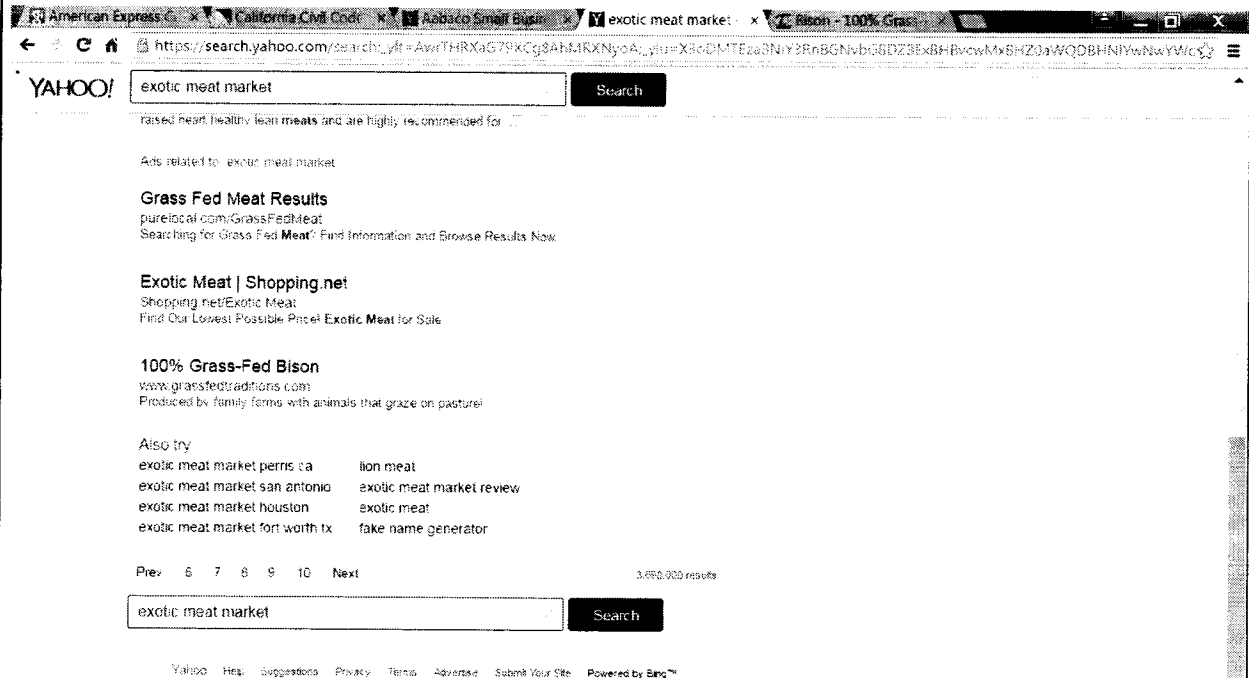 American Express C
California Civil Code
Aabaco Small Busin
exotic meat market
Bison - 100% Grass
https://search.yahoo.com/search;_ylt=
YAHOO! exotic meat market Search
raised heart healthy lean meats and are highly recommended for ...
Ads related to: exotic meat market
Grass Fed Meat Results
purelocal.com/GrassFedMeat
Searching for Grass Fed Meat? Find Information and Browse Results Now.
Exotic Meat | Shopping.net
Shopping.net/Exotic Meat
Find Our Lowest Possible Price! Exotic Meat for Sale
100% Grass-Fed Bison
www.grassfedtraditions.com
Produced by family farms with animals that graze on pasture!
Also try
exotic meat market perris ca lion meat
exotic meat market san antonio exotic meat market review
exotic meat market houston exotic meat
exotic meat market fort worth tx fake name generator
Prev 6 7 8 9 10 Next results
exotic meat market Search
Yahoo Help Suggestions Privacy Terms Advertise Submit Your Site Powered by Bing™